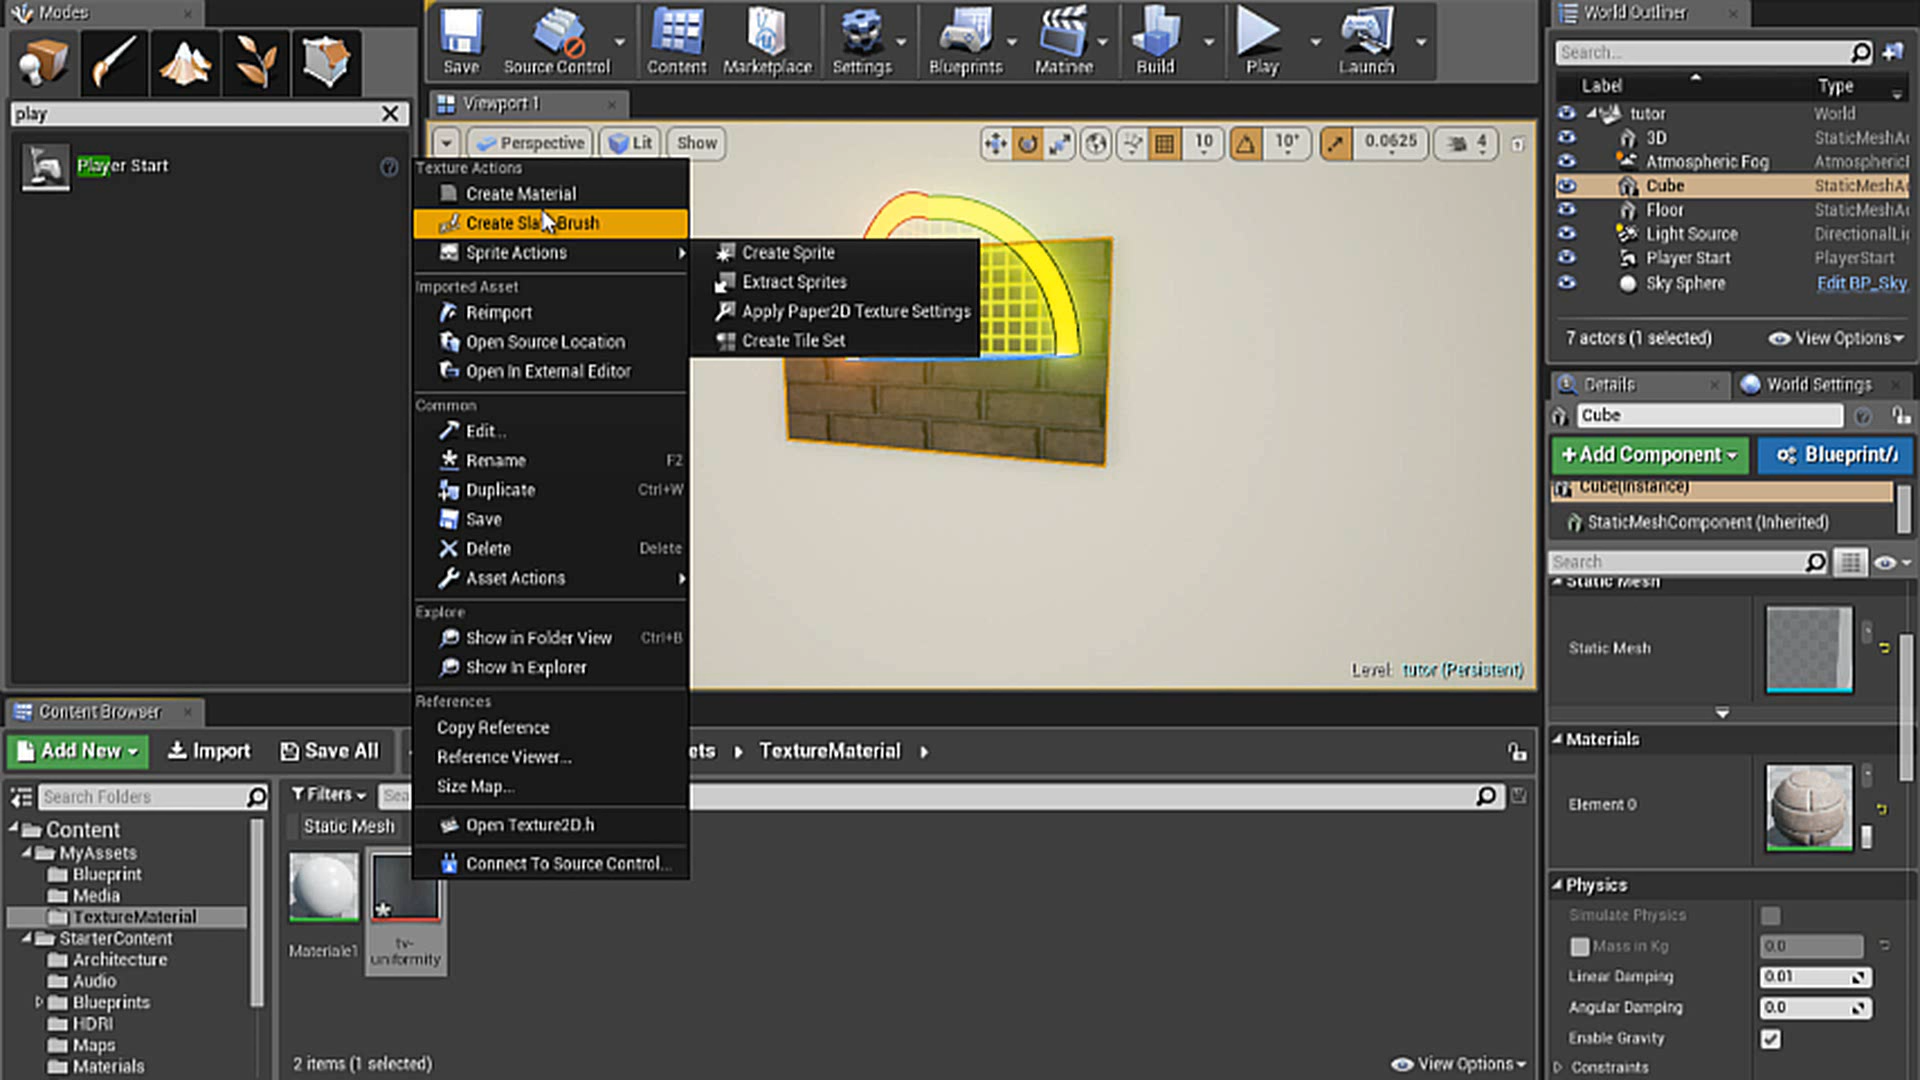 Modes
play
Player Start
Save
Source Control
Content
Marketplace
Settings
Blueprints
Matinee
Build
Play
Launch
Viewport 1
Perspective
Lit
Show
10
10°
0.0625
4
Texture Actions
Create Material
Create Slate Brush
Sprite Actions
Create Sprite
Extract Sprites
Apply Paper2D Texture Settings
Create Tile Set
Imported Asset
Reimport
Open Source Location
Open In External Editor
Common
Edit...
Rename F2
Duplicate Ctrl+W
Save
Delete Delete
Asset Actions
Explore
Show in Folder View Ctrl+B
Show In Explorer
References
Copy Reference
Reference Viewer...
Size Map...
Open Texture2D.h
Connect To Source Control...
Level: tutor (Persistent)
World Outliner
Search...
Label Type
tutor World
3D StaticMeshA
Atmospheric Fog Atmospheric
Cube StaticMeshA
Floor StaticMeshA
Light Source DirectionalLi
Player Start PlayerStart
Sky Sphere Edit BP_Sky
7 actors (1 selected) View Options
Details
World Settings
Cube
+Add Component
Blueprint/
Cube(Instance)
StaticMeshComponent (Inherited)
Search
Static Mesh
Static Mesh
Materials
Element 0
Physics
Simulate Physics
Mass in Kg 0.0
Linear Damping 0.01
Angular Damping 0.0
Enable Gravity
Constraints
Content Browser
Add New
Import
Save All
ets
TextureMaterial
Search Folders
Filters
Sea
Static Mesh
Content
MyAssets
Blueprint
Media
TextureMaterial
StarterContent
Architecture
Audio
Blueprints
HDRI
Maps
Materials
Materiale1
tv-
uniformity
2 items (1 selected)
View Options